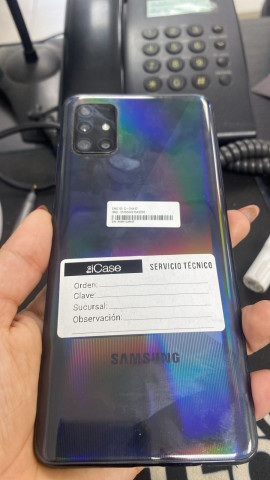 iCase
SERVICIO TÉCNICO
Orden:
Clave:
Sucursal:
Observación:
SAMSUNG